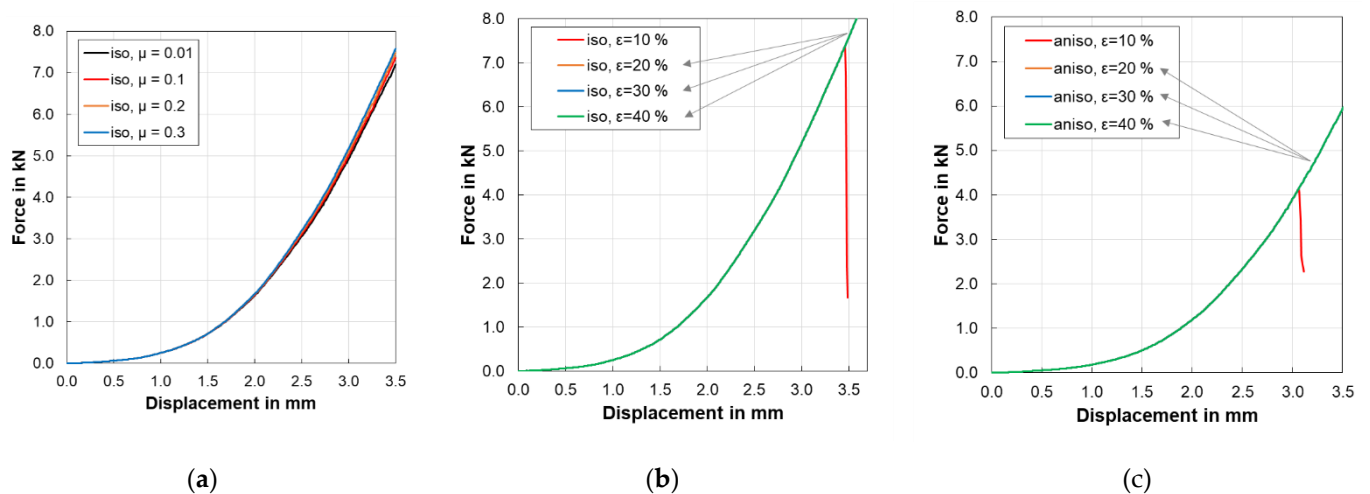 8.0
7.0
6.0
5.0
4.0
3.0
2.0
1.0
0.0
Force in kN
iso, μ = 0.01
iso, μ = 0.1
iso, μ = 0.2
iso, μ = 0.3
0.0 0.5 1.0 1.5 2.0 2.5 3.0 3.5
Displacement in mm
(a)
8.0
7.0
6.0
5.0
4.0
3.0
2.0
1.0
0.0
Force in kN
iso, ε=10 %
iso, ε=20 %
iso, ε=30 %
iso, ε=40 %
0.0 0.5 1.0 1.5 2.0 2.5 3.0 3.5
Displacement in mm
(b)
8.0
7.0
6.0
5.0
4.0
3.0
2.0
1.0
0.0
Force in kN
aniso, ε=10 %
aniso, ε=20 %
aniso, ε=30 %
aniso, ε=40 %
0.0 0.5 1.0 1.5 2.0 2.5 3.0 3.5
Displacement in mm
(c)